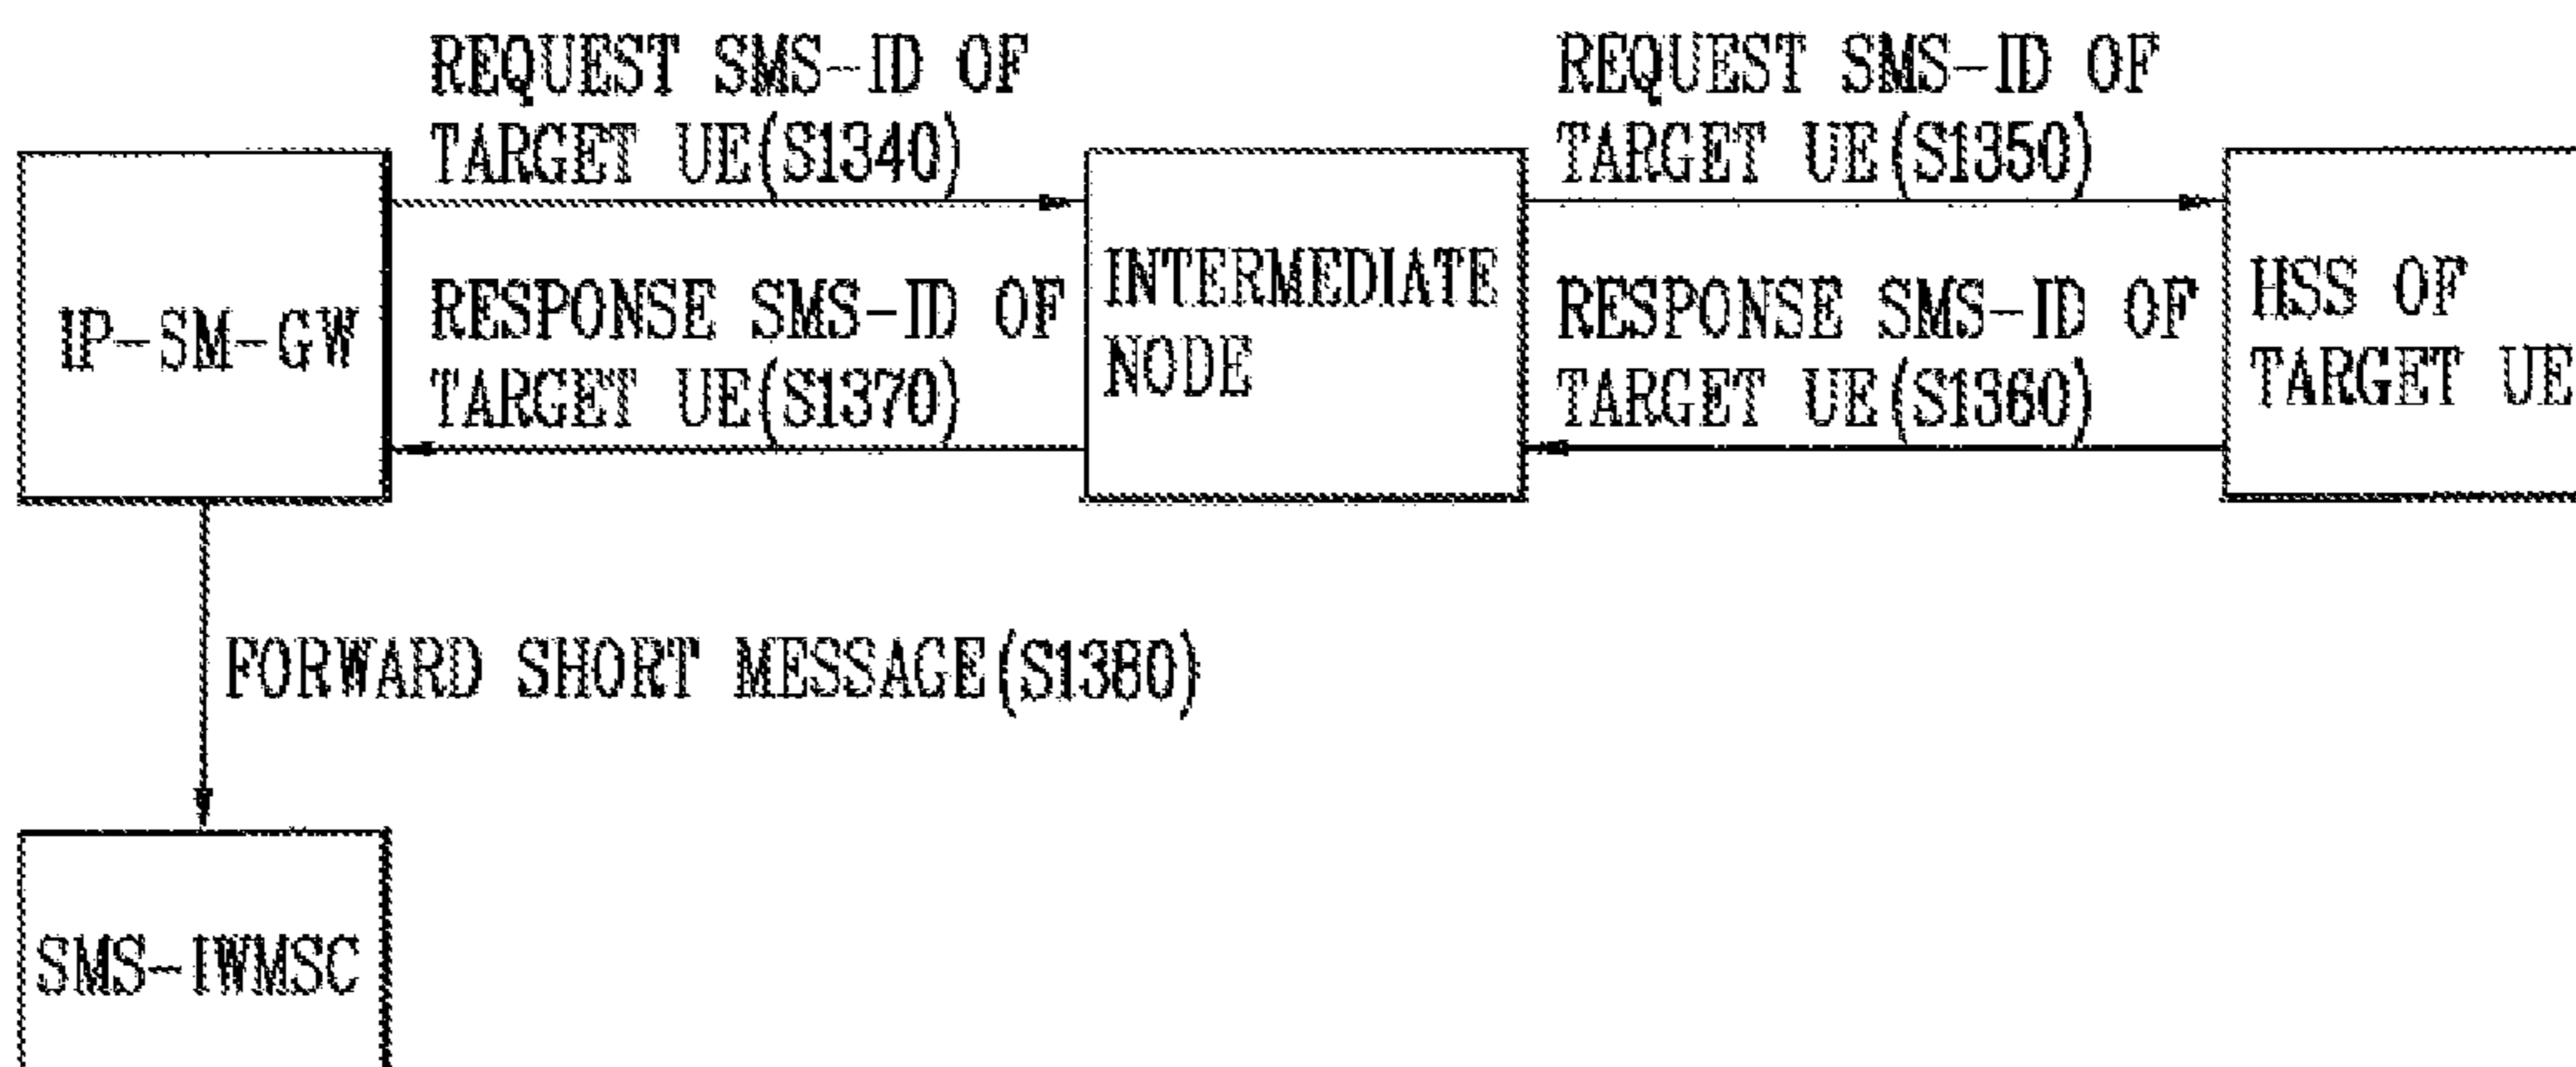 REQUEST SMS-ID OF
TARGET UE(S1340)
REQUEST SMS-ID OF
TARGET UE(S1350)
IP-SM-GW
RESPONSE SMS-ID OF
TARGET UE(S1370)
INTERMEDIATE
NODE
RESPONSE SMS-ID OF
TARGET UE(S1360)
HSS OF
TARGET UE
FORWARD SHORT MESSAGE(S1380)
SMS-IWMSC